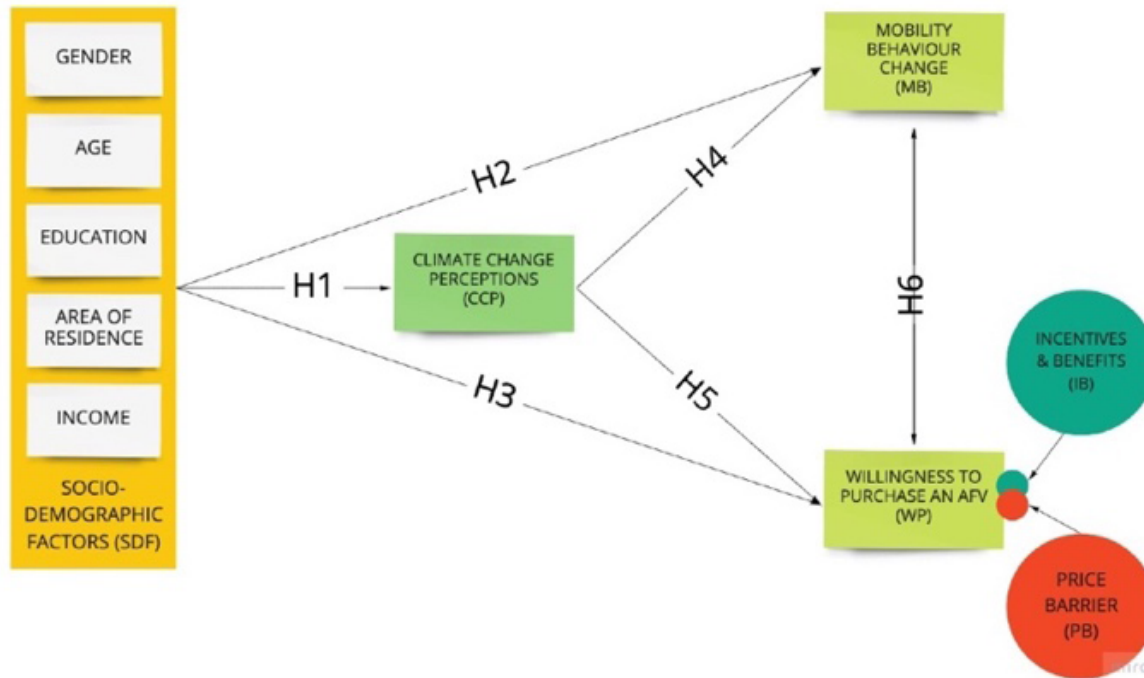 GENDER
AGE
EDUCATION
AREA OF
RESIDENCE
INCOME
SOCIO-
DEMOGRAPHIC
FACTORS (SDF)
H1
H2
H3
CLIMATE CHANGE
PERCEPTIONS
(CCP)
H4
H5
MOBILITY
BEHAVIOUR
CHANGE
(MB)
H6
WILLINGNESS TO
PURCHASE AN AFV
(WP)
INCENTIVES
& BENEFITS
(IB)
PRICE
BARRIER
(PB)